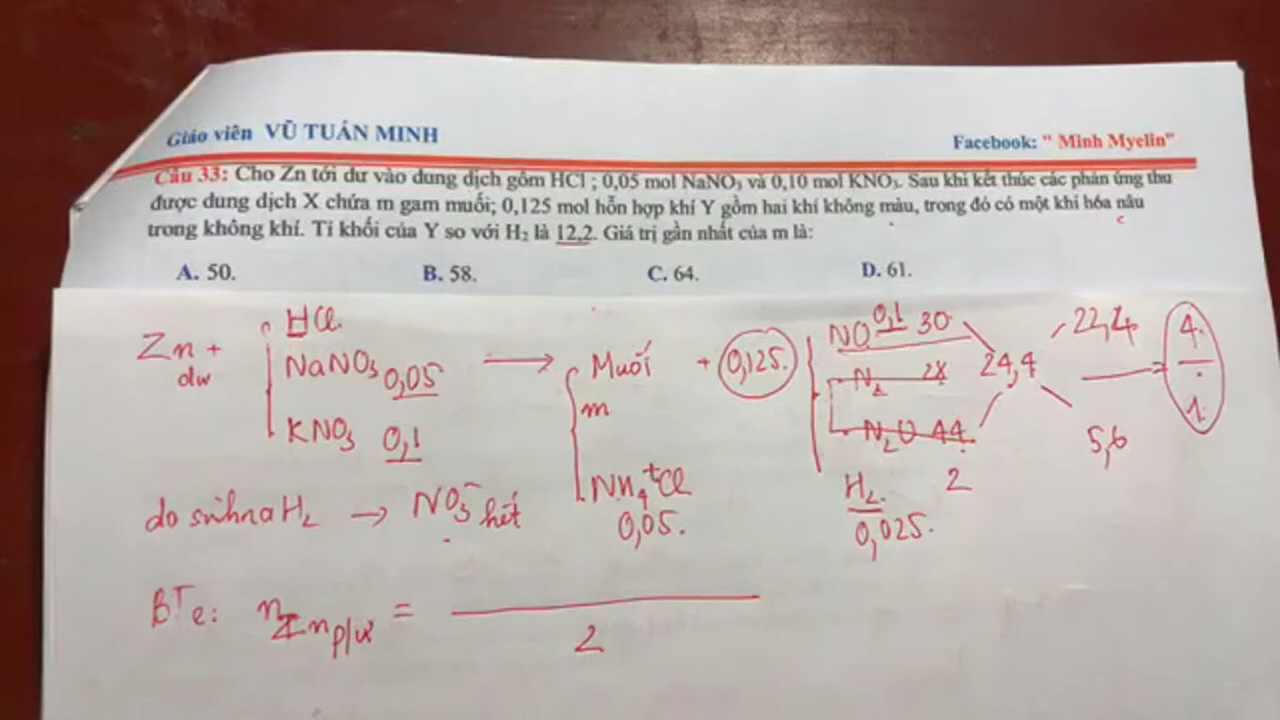 Giáo viên VŨ TUẤN MINH
Facebook: " Minh Myelin"
Câu 33: Cho Zn tới dư vào dung dịch gồm HCl ; 0,05 mol NaNO₃ và 0,10 mol KNO₃. Sau khi kết thúc các phản ứng thu
được dung dịch X chứa m gam muối; 0,125 mol hỗn hợp khí Y gồm hai khí không màu, trong đó có một khí hóa nâu
trong không khí. Tỉ khối của Y so với H₂ là 12,2. Giá trị gần nhất của m là:
A. 50. B. 58. C. 64. D. 61.
Zn + dư
HCl
NaNO₃ 0,05
KNO₃ 0,1
Muối
m
NH₄⁺Cl
0,05.
+ 0,125.
NO 0,1 30
N₂ 28
N₂O 44
H₂ 2
0,025.
24,4
22,4
5,6
= 4
1
do sinh ra H₂ → NO₃⁻ hết
BTe: nZn p/ư =
2